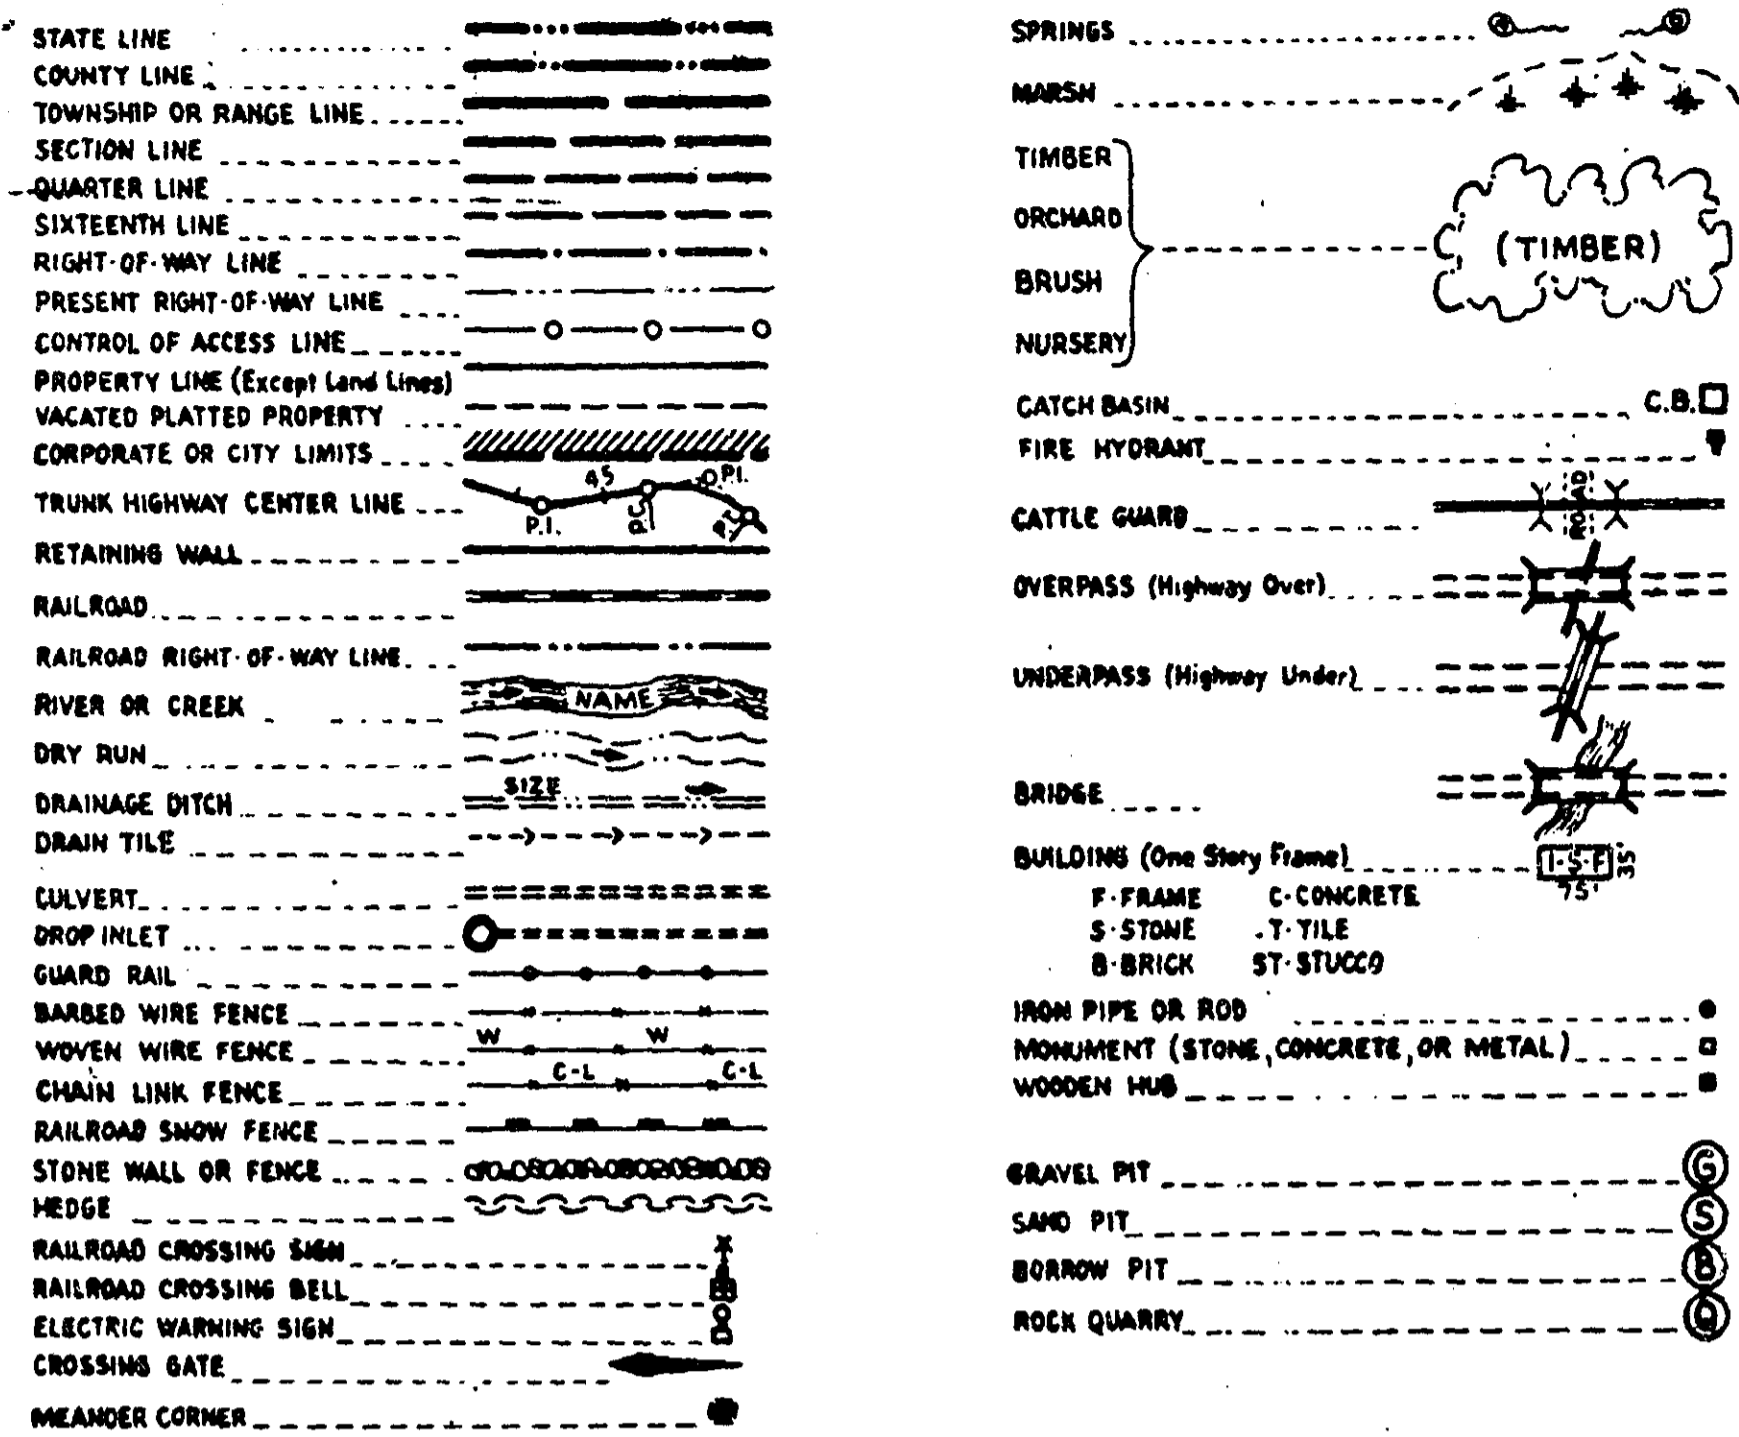 STATE LINE
COUNTY LINE
TOWNSHIP OR RANGE LINE
SECTION LINE
QUARTER LINE
SIXTEENTH LINE
RIGHT-OF-WAY LINE
PRESENT RIGHT-OF-WAY LINE
CONTROL OF ACCESS LINE
PROPERTY LINE (Except Land Lines)
VACATED PLATTED PROPERTY
CORPORATE OR CITY LIMITS
TRUNK HIGHWAY CENTER LINE
45
P.I.
P.I.
P.C.
P.T.
RETAINING WALL
RAILROAD
RAILROAD RIGHT-OF-WAY LINE
RIVER OR CREEK
NAME
DRY RUN
DRAINAGE DITCH
SIZE
DRAIN TILE
CULVERT
DROP INLET
GUARD RAIL
BARBED WIRE FENCE
WOVEN WIRE FENCE
W W
CHAIN LINK FENCE
C-L C-L
RAILROAD SNOW FENCE
STONE WALL OR FENCE
HEDGE
RAILROAD CROSSING SIGN
RAILROAD CROSSING BELL
ELECTRIC WARNING SIGN
CROSSING GATE
MEANDER CORNER
SPRINGS
MARSH
TIMBER
ORCHARD
BRUSH
NURSERY
(TIMBER)
CATCH BASIN C.B.
FIRE HYDRANT
CATTLE GUARD
ROAD
OVERPASS (Highway Over)
UNDERPASS (Highway Under)
BRIDGE
BUILDING (One Story Frame) 1-S-F 35'
75'
F-FRAME C-CONCRETE
S-STONE T-TILE
B-BRICK ST-STUCCO
IRON PIPE OR ROD
MONUMENT (STONE, CONCRETE, OR METAL)
WOODEN HUB
GRAVEL PIT G
SAND PIT S
BORROW PIT B
ROCK QUARRY Q